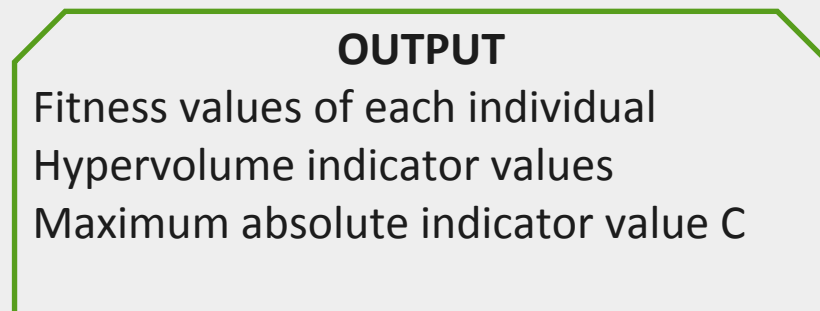 OUTPUT
Fitness values of each individual
Hypervolume indicator values
Maximum absolute indicator value C